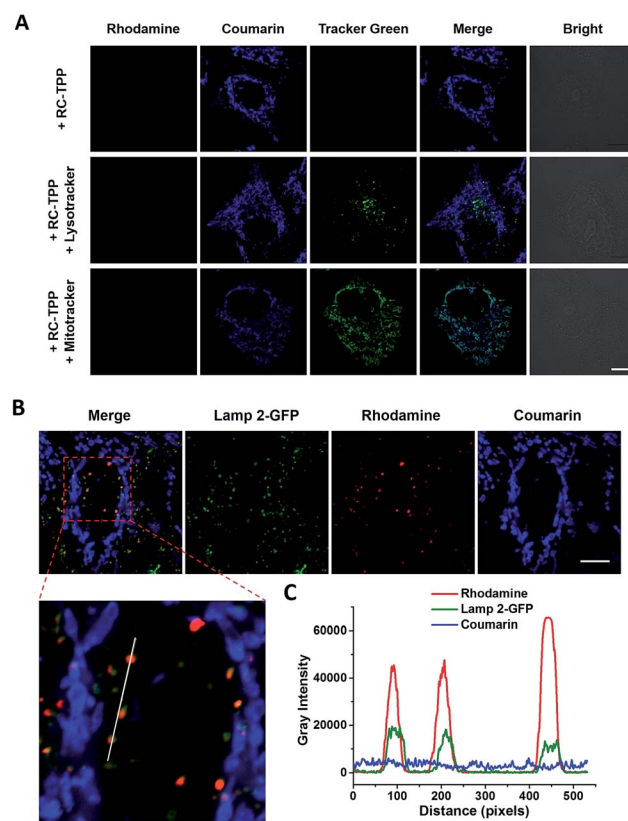 A
Rhodamine Coumarin Tracker Green Merge Bright
+ RC-TPP
+ RC-TPP
+ Lysotracker
+ RC-TPP
+ Mitotracker
B
Merge Lamp 2-GFP Rhodamine Coumarin
C
Rhodamine
Lamp 2-GFP
Coumarin
Gray Intensity
60000
40000
20000
0
0 100 200 300 400 500
Distance (pixels)